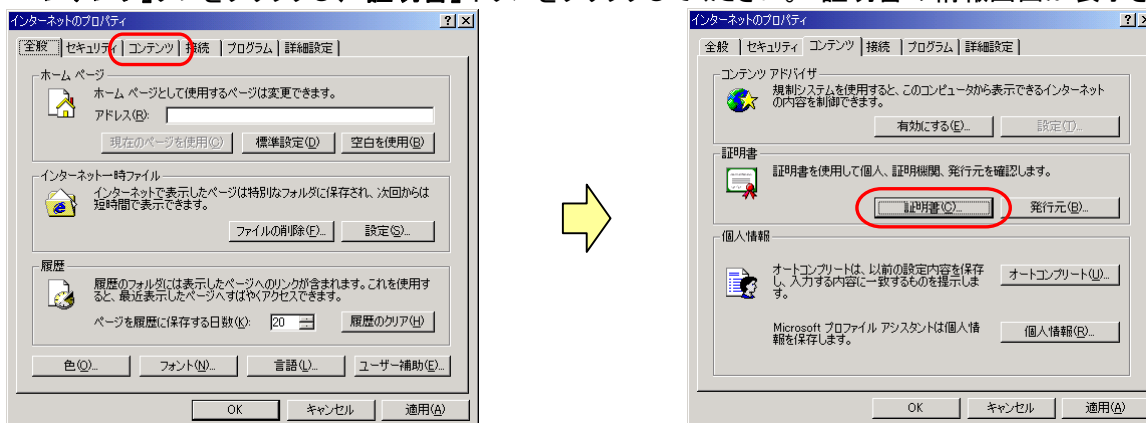 インターネットのプロパティ
全般 セキュリティ コンテンツ 接続 プログラム 詳細設定
ホーム ページ
ホーム ページとして使用するページは変更できます。
アドレス(R):
現在のページを使用(C) 標準設定(D) 空白を使用(B)
インターネット一時ファイル
インターネットで表示したページは特別なフォルダに保存され、次回からは
短時間で表示できます。
ファイルの削除(F)... 設定(S)...
履歴
履歴のフォルダには表示したページへのリンクが含まれます。これを使用す
ると、最近表示したページへすばやくアクセスできます。
ページを履歴に保存する日数(K): 20 履歴のクリア(H)
色(O)... フォント(N)... 言語(L)... ユーザー補助(E)...
OK キャンセル 適用(A)
インターネットのプロパティ
全般 セキュリティ コンテンツ 接続 プログラム 詳細設定
コンテンツ アドバイザ
規制システムを使用すると、このコンピュータから表示できるインターネット
の内容を制御できます。
有効にする(E)... 設定(T)...
証明書
証明書を使用して個人、証明機関、発行元を確認します。
証明書(C)... 発行元(B)...
個人情報
オートコンプリートは、以前の設定内容を保存
し、入力する内容に一致するものを提示しま
す。
オートコンプリート(U)...
Microsoft プロファイル アシスタントは個人情
報を保存します。
個人情報(R)...
OK キャンセル 適用(A)